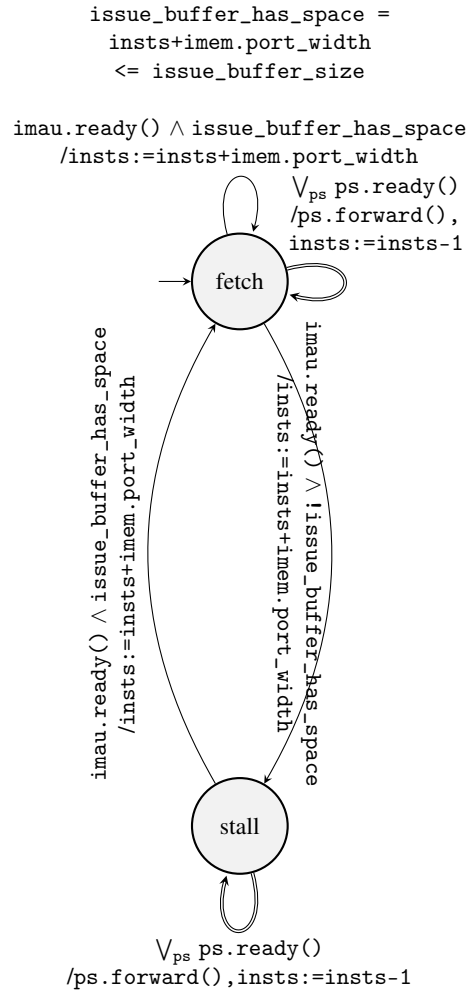 issue_buffer_has_space =
insts+imem.port_width
<= issue_buffer_size
imau.ready() ∧ issue_buffer_has_space
/insts:=insts+imem.port_width
⋁ps ps.ready()
/ps.forward(),
insts:=insts-1
fetch
imau.ready() ∧ issue_buffer_has_space
/insts:=insts+imem.port_width
imau.ready() ∧ !issue_buffer_has_space
/insts:=insts+imem.port_width
stall
⋁ps ps.ready()
/ps.forward(),insts:=insts-1